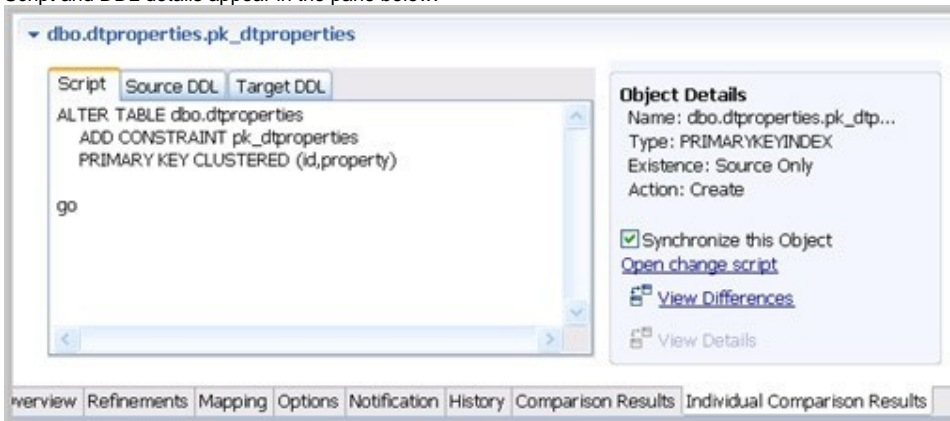 dbo.dtproperties.pk_dtproperties
Script Source DDL Target DDL
ALTER TABLE dbo.dtproperties
ADD CONSTRAINT pk_dtproperties
PRIMARY KEY CLUSTERED (id,property)
go
Object Details
Name: dbo.dtproperties.pk_dtp...
Type: PRIMARYKEYINDEX
Existence: Source Only
Action: Create
Synchronize this Object
Open change script
View Differences
View Details
Refinements Mapping Options Notification History Comparison Results Individual Comparison Results